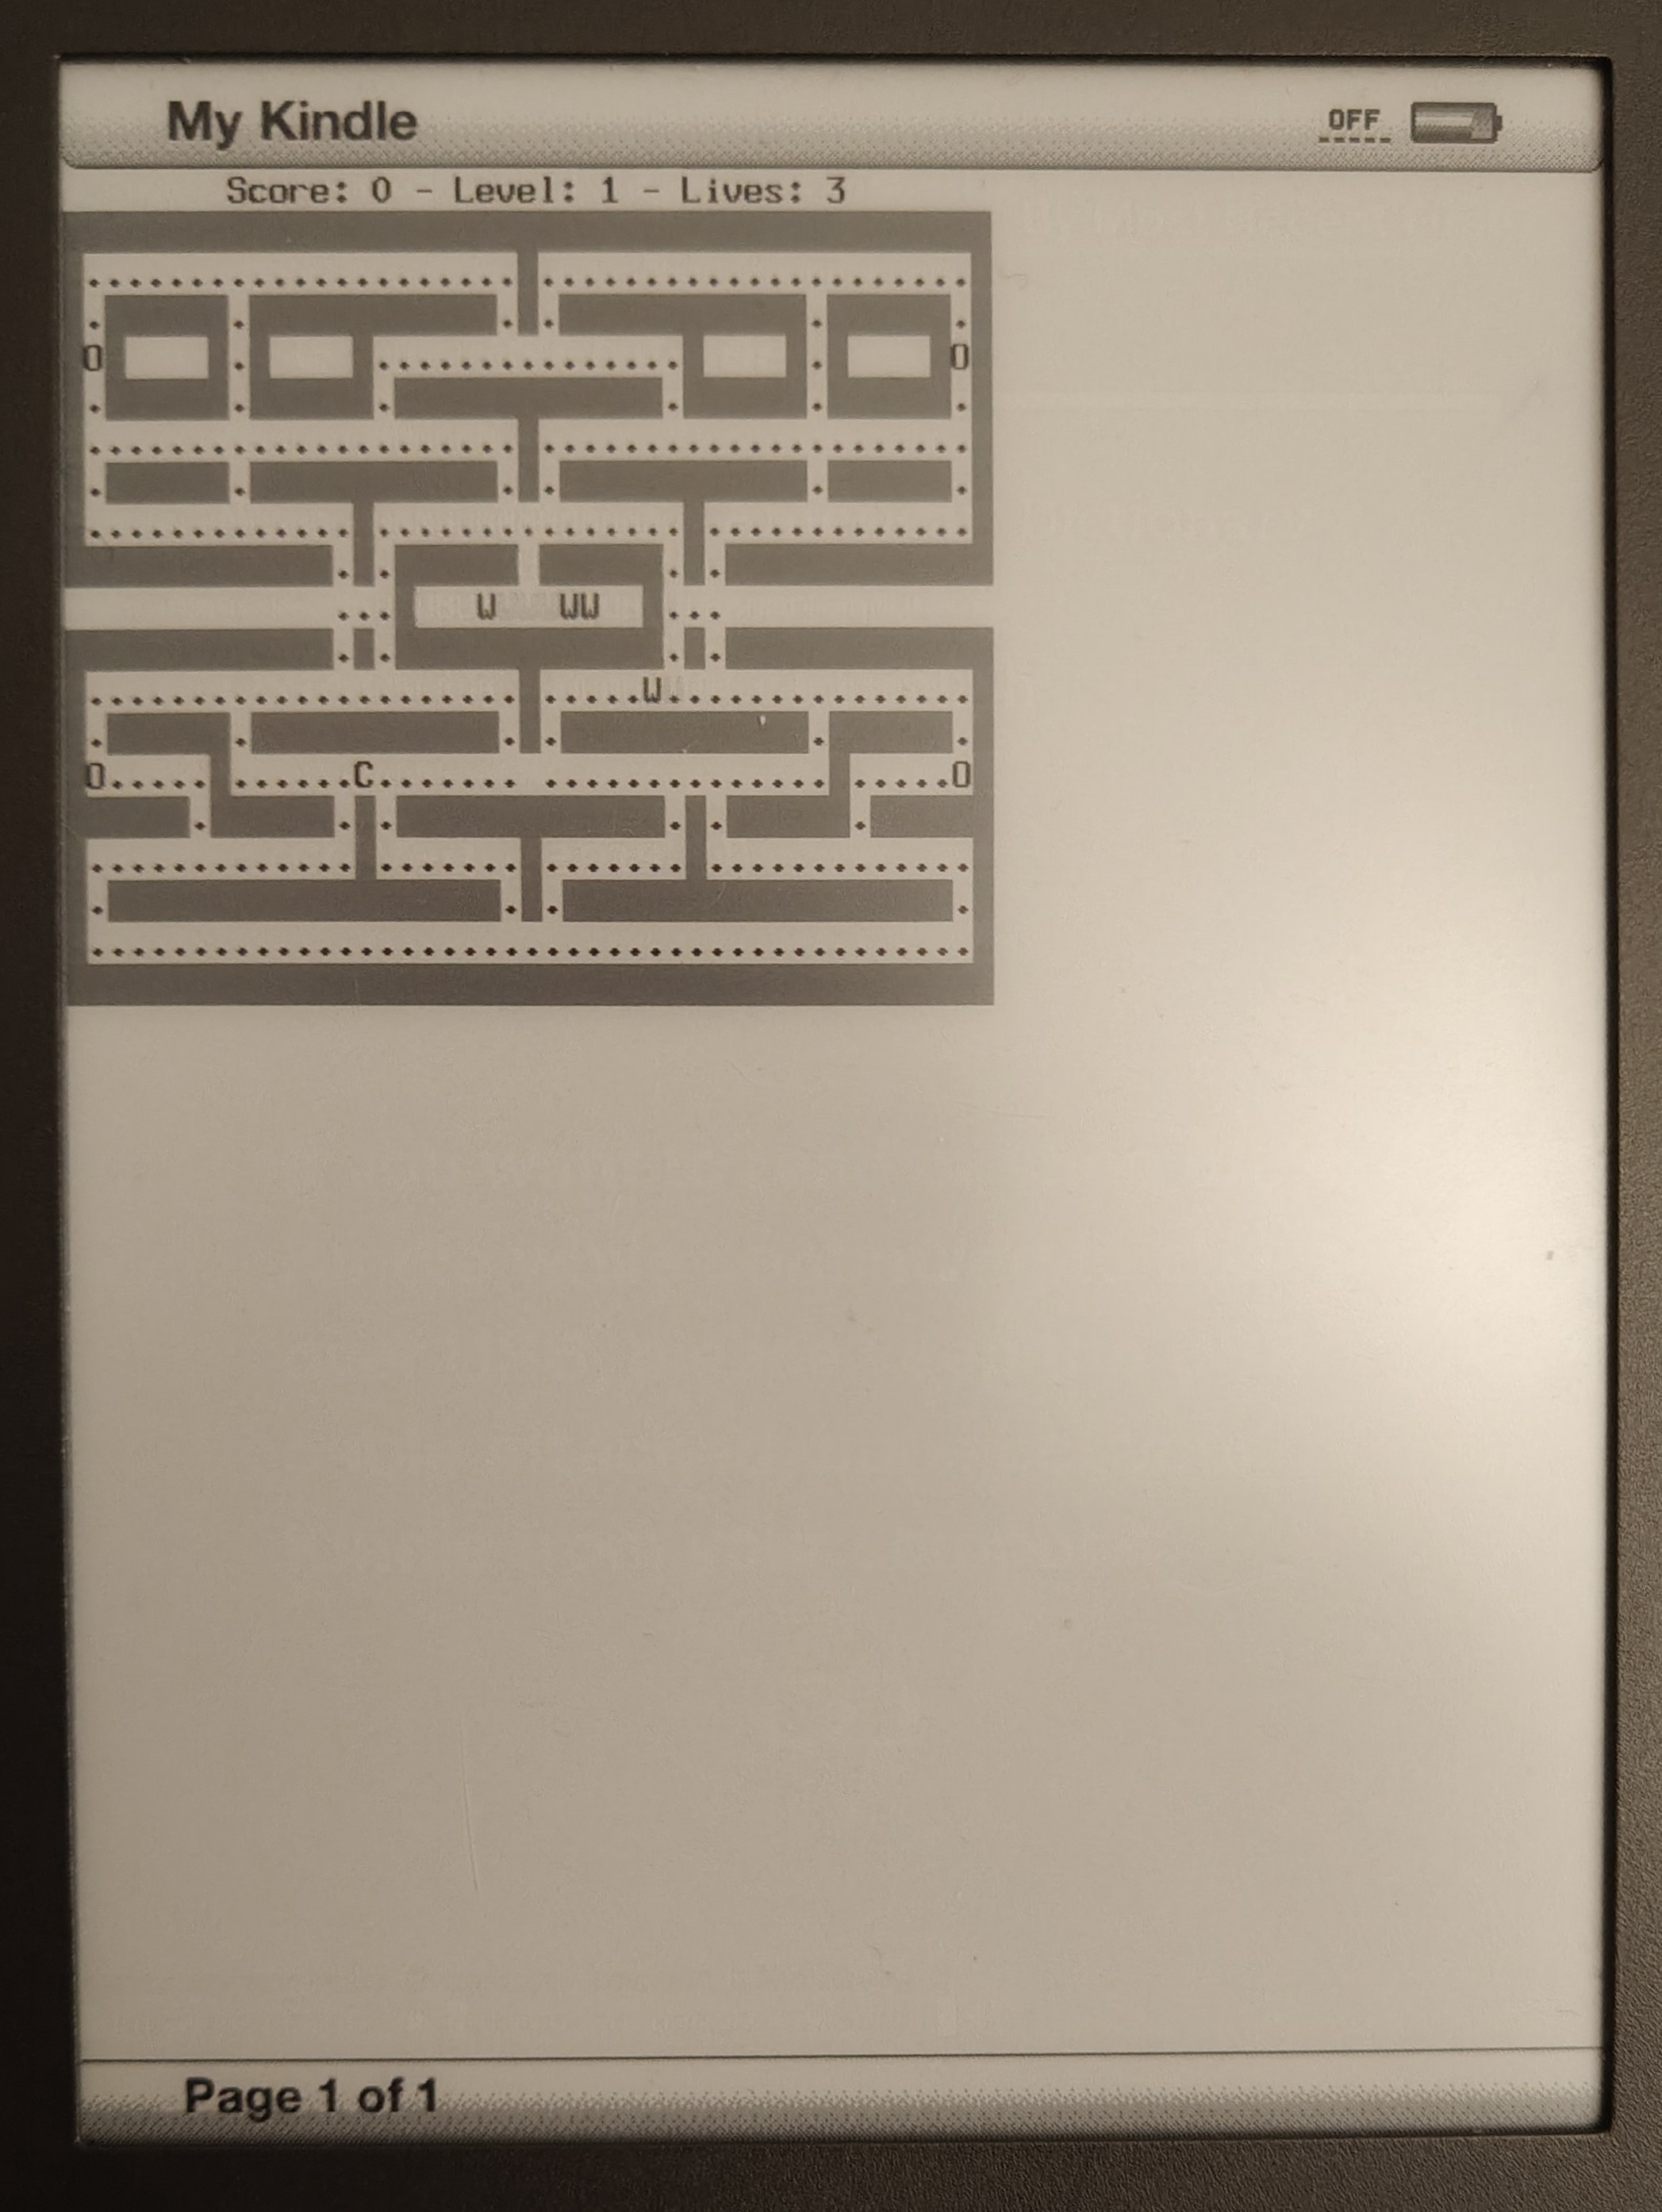 My Kindle
OFF
Score: 0 - Level: 1 - Lives: 3
O O
W WW
W
O C O
Page 1 of 1